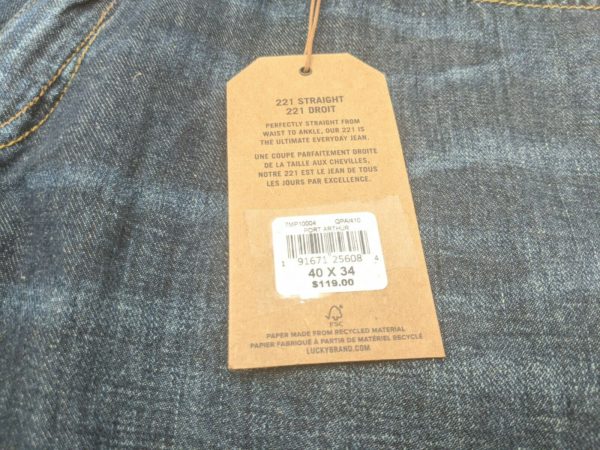 221 STRAIGHT
221 DROIT
PERFECTLY STRAIGHT FROM
WAIST TO ANKLE, OUR 221 IS
THE ULTIMATE EVERYDAY JEAN.
UNE COUPE PARFAITEMENT DROITE
DE LA TAILLE AUX CHEVILLES,
NOTRE 221 EST LE JEAN DE TOUS
LES JOURS PAR EXCELLENCE.
7MP10004 QPAI410
PORT ARTHUR
1 91671 25608 4
40 X 34
$119.00
FSC
PAPER MADE FROM RECYCLED MATERIAL
PAPIER FABRIQUÉ À PARTIR DE MATÉRIEL RECYCLÉ
LUCKYBRAND.COM